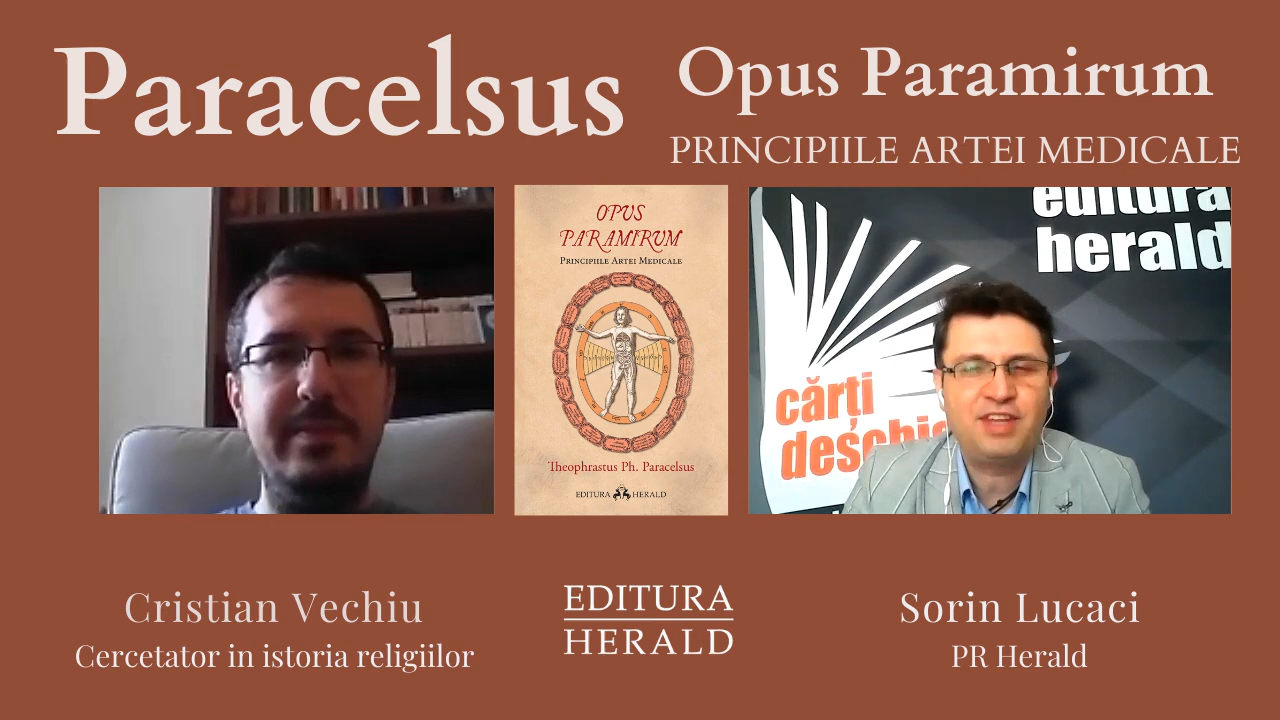 Paracelsus
Opus Paramirum
PRINCIPIILE ARTEI MEDICALE
OPUS
PARAMIRUM
PRINCIPIILE ARTEI MEDICALE
Theophrastus Ph. Paracelsus
EDITURA HERALD
editura
herald
cărți
deschi
Cristian Vechiu
Cercetator in istoria religiilor
EDITURA
HERALD
Sorin Lucaci
PR Herald